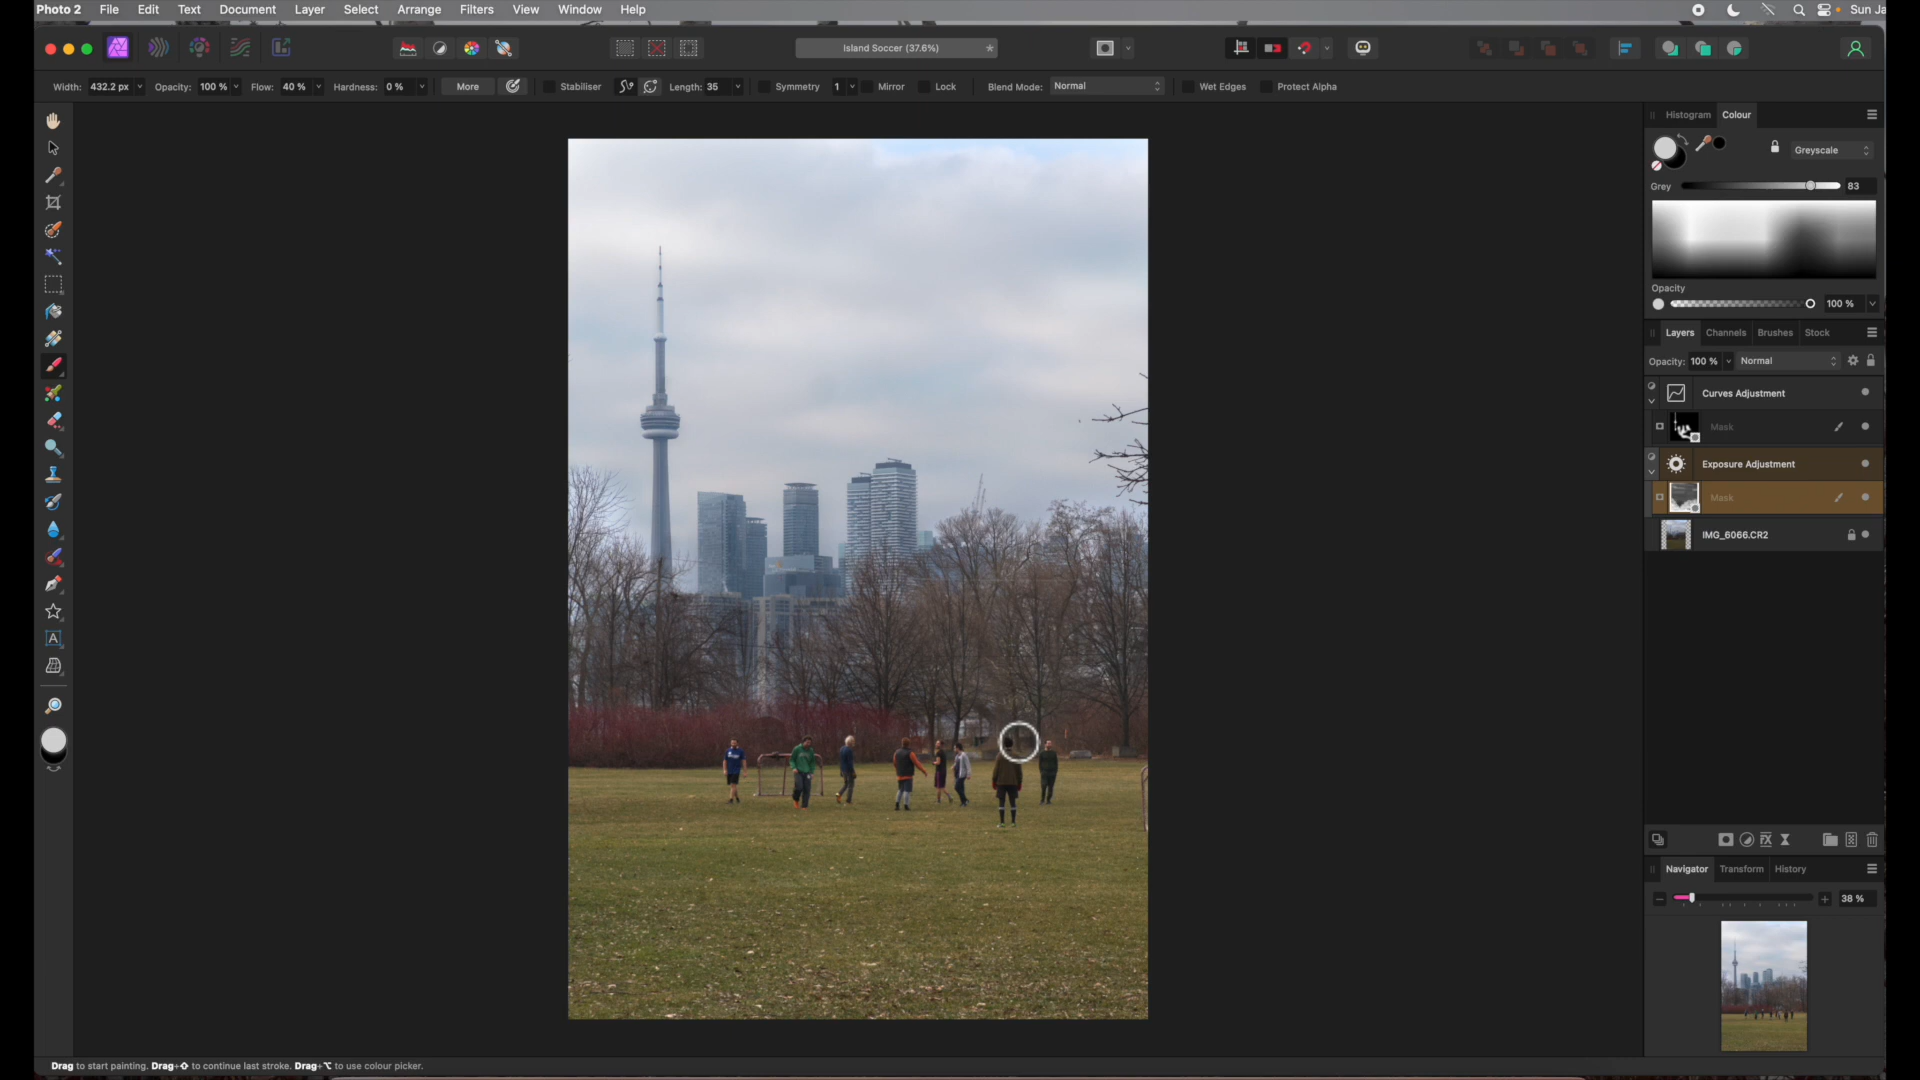 Photo 2 File Edit Text Document Layer Select Arrange Filters View Window Help Sun Ja
Island Soccer (37.6%)
Width: 432.2 px Opacity: 100 % Flow: 40 % Hardness: 0 % More Stabiliser Length: 35 Symmetry 1 Mirror Lock Blend Mode: Normal Wet Edges Protect Alpha
Histogram Colour
Greyscale
Grey 83
Opacity
100 %
Layers Channels Brushes Stock
Opacity: 100 % Normal
Curves Adjustment
Mask
Exposure Adjustment
Mask
IMG_6066.CR2
A
FX
Navigator Transform History
38 %
Drag to start painting. Drag+⇧ to continue last stroke. Drag+⌥ to use colour picker.